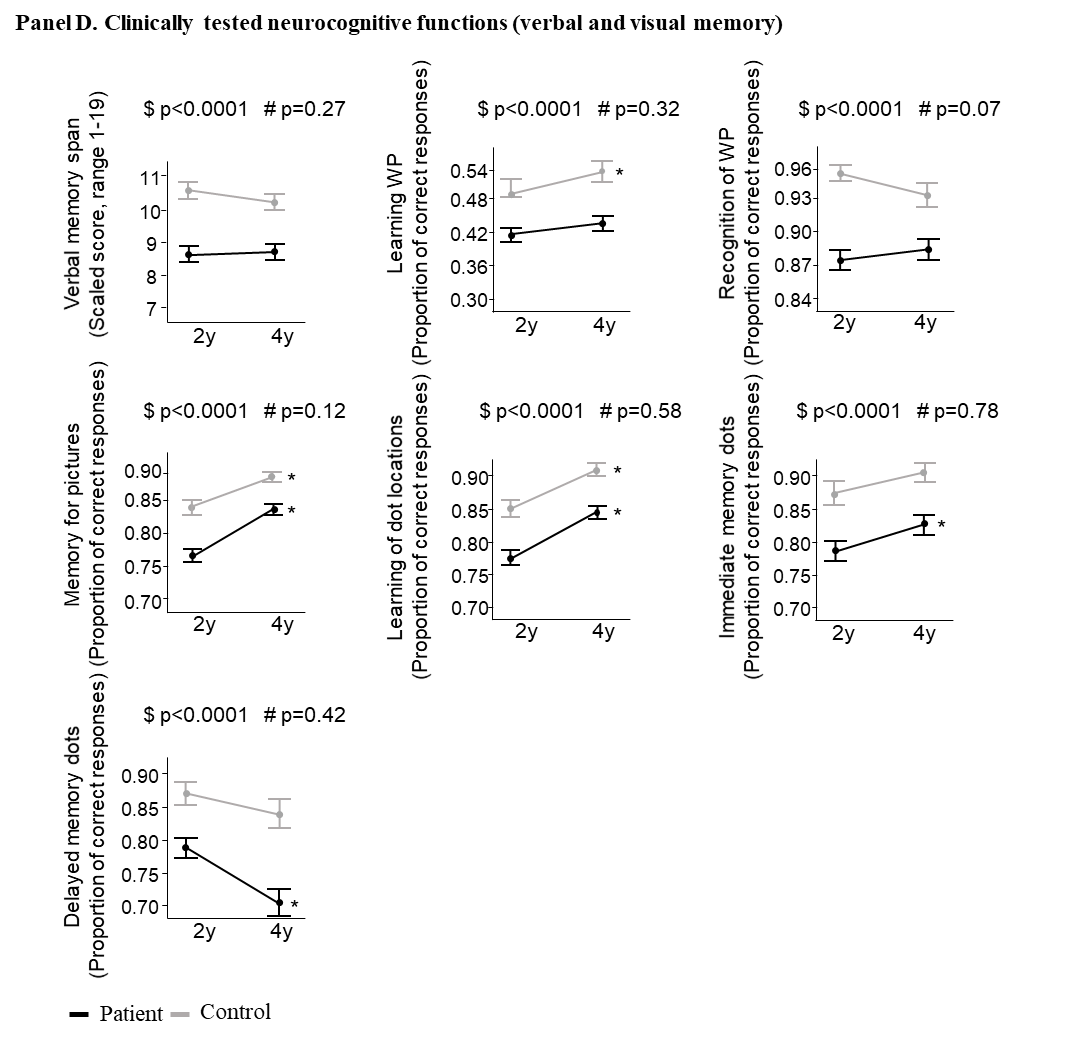 Panel D. Clinically tested neurocognitive functions (verbal and visual memory)
$ p<0.0001 # p=0.27
Verbal memory span
(Scaled score, range 1-19)
11
10
9
8
7
2y
4y
$ p<0.0001 # p=0.32
Learning WP
(Proportion of correct responses)
0.54
0.48
0.42
0.36
0.30
*
2y
4y
$ p<0.0001 # p=0.07
Recognition of WP
(Proportion of correct responses)
0.96
0.93
0.90
0.87
0.84
2y
4y
$ p<0.0001 # p=0.12
Memory for pictures
(Proportion of correct responses)
0.90
0.85
0.80
0.75
0.70
*
*
2y
4y
$ p<0.0001 # p=0.58
Learning of dot locations
(Proportion of correct responses)
0.90
0.85
0.80
0.75
0.70
*
*
2y
4y
$ p<0.0001 # p=0.78
Immediate memory dots
(Proportion of correct responses)
0.90
0.85
0.80
0.75
0.70
*
2y
4y
$ p<0.0001 # p=0.42
Delayed memory dots
(Proportion of correct responses)
0.90
0.85
0.80
0.75
0.70
*
2y
4y
Patient
Control